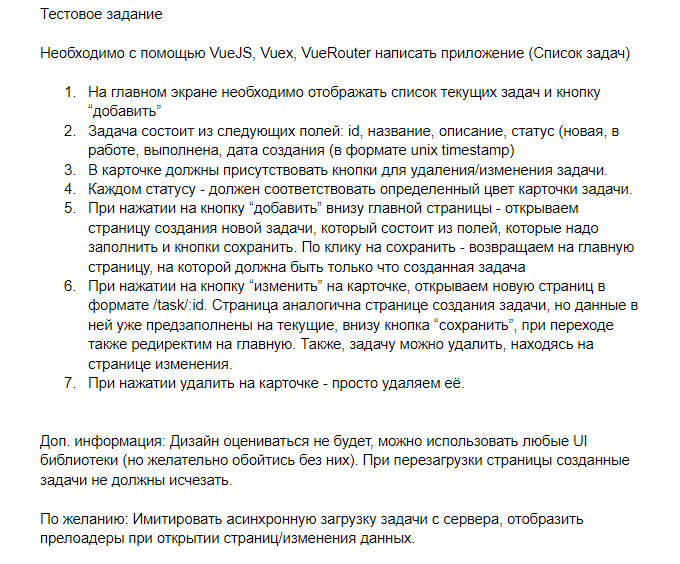 Тестовое задание
Необходимо с помощью VueJS, Vuex, VueRouter написать приложение (Список задач)
1. На главном экране необходимо отображать список текущих задач и кнопку
“добавить”
2. Задача состоит из следующих полей: id, название, описание, статус (новая, в
работе, выполнена, дата создания (в формате unix timestamp)
3. В карточке должны присутствовать кнопки для удаления/изменения задачи.
4. Каждом статусу - должен соответствовать определенный цвет карточки задачи.
5. При нажатии на кнопку “добавить” внизу главной страницы - открываем
страницу создания новой задачи, который состоит из полей, которые надо
заполнить и кнопки сохранить. По клику на сохранить - возвращаем на главную
страницу, на которой должна быть только что созданная задача
6. При нажатии на кнопку “изменить” на карточке, открываем новую страниц в
формате /task/:id. Страница аналогична странице создания задачи, но данные в
ней уже предзаполнены на текущие, внизу кнопка “сохранить”, при переходе
также редиректим на главную. Также, задачу можно удалить, находясь на
странице изменения.
7. При нажатии удалить на карточке - просто удаляем её.
Доп. информация: Дизайн оцениваться не будет, можно использовать любые UI
библиотеки (но желательно обойтись без них). При перезагрузки страницы созданные
задачи не должны исчезать.
По желанию: Имитировать асинхронную загрузку задачи с сервера, отобразить
прелоадеры при открытии страниц/изменения данных.